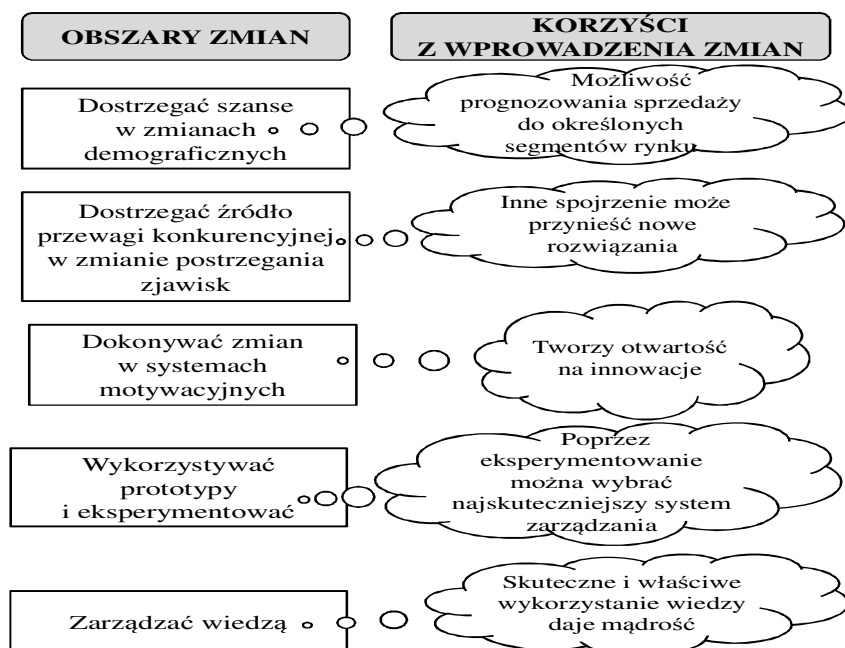 OBSZARY ZMIAN
KORZYŚCI
Z WPROWADZENIA ZMIAN
Dostrzegać szanse
w zmianach
demograficznych
Możliwość
prognozowania sprzedaży
do określonych
segmentów rynku
Dostrzegać źródło
przewagi konkurencyjnej
w zmianie postrzegania
zjawisk
Inne spojrzenie może
przynieść nowe
rozwiązania
Dokonywać zmian
w systemach
motywacyjnych
Tworzy otwartość
na innowacje
Wykorzystywać
prototypy
i eksperymentować
Poprzez
eksperymentowanie
można wybrać
najskuteczniejszy system
zarządzania
Zarządzać wiedzą
Skuteczne i właściwe
wykorzystanie wiedzy
daje mądrość